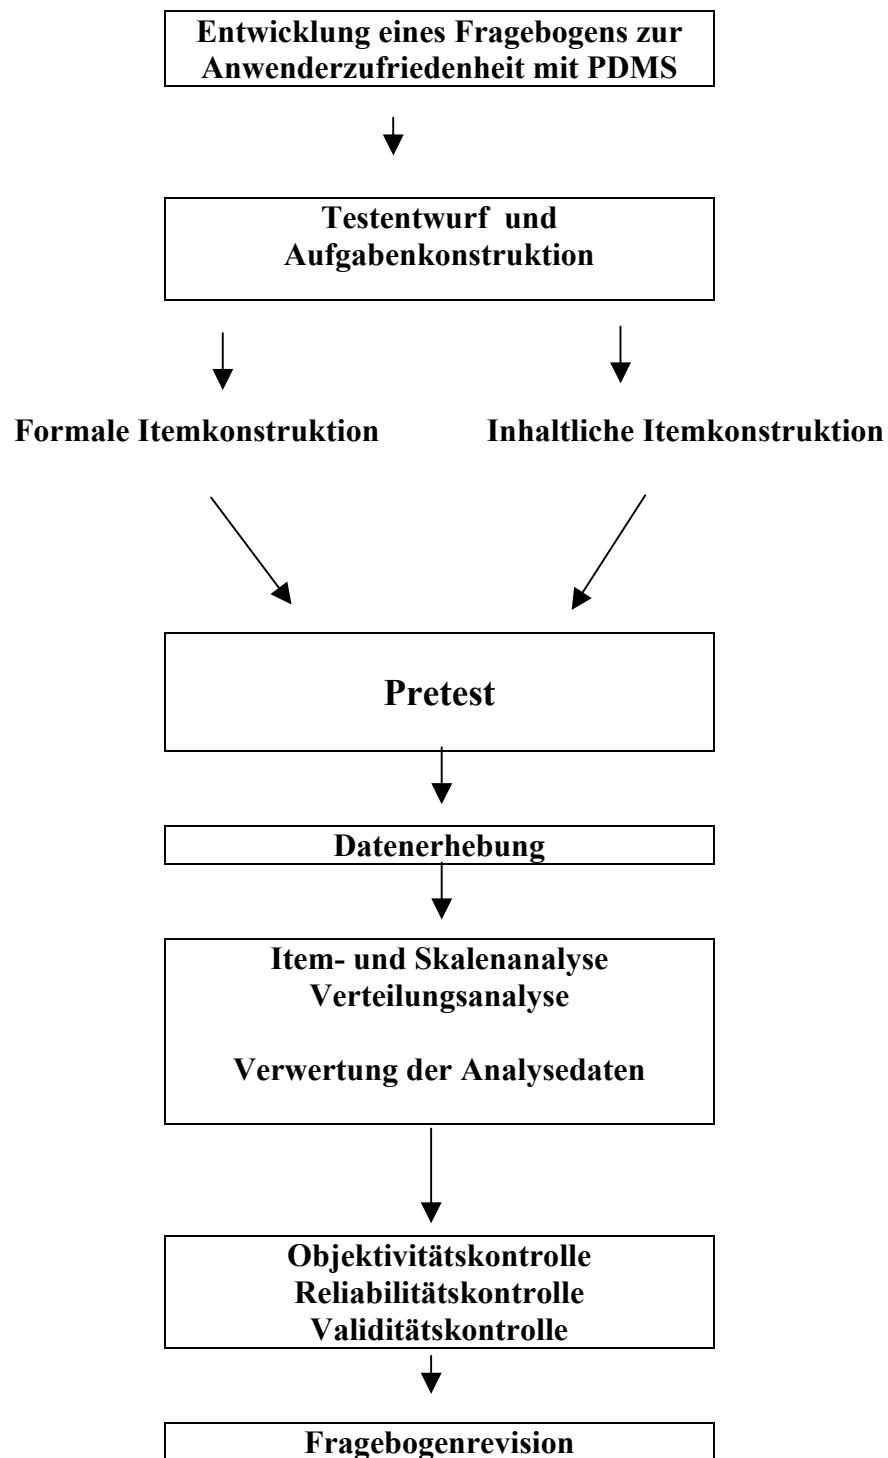 Entwicklung eines Fragebogens zur
Anwenderzufriedenheit mit PDMS
Testentwurf und
Aufgabenkonstruktion
Formale Itemkonstruktion
Inhaltliche Itemkonstruktion
Pretest
Datenerhebung
Item- und Skalenanalyse
Verteilungsanalyse
Verwertung der Analysedaten
Objektivitätskontrolle
Reliabilitätskontrolle
Validitätskontrolle
Fragebogenrevision